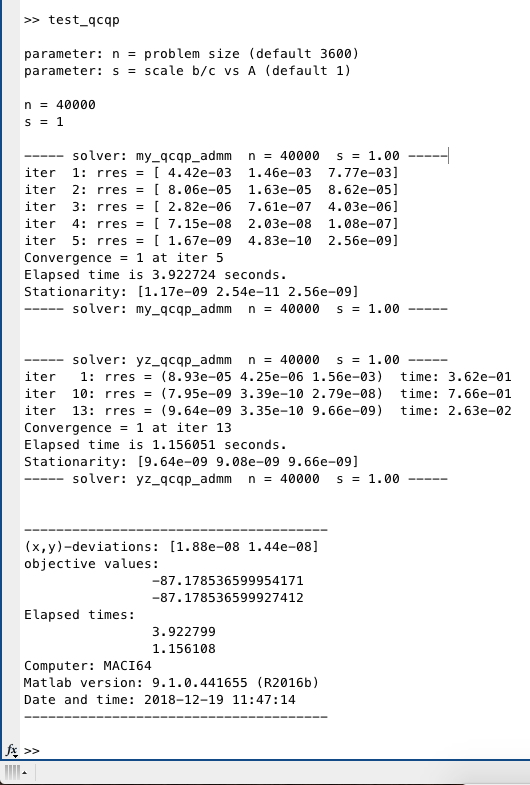 >> test_qcqp
parameter: n = problem size (default 3600)
parameter: s = scale b/c vs A (default 1)
n = 40000
s = 1
----- solver: my_qcqp_admm  n = 40000  s = 1.00 -----
iter  1: rres = [ 4.42e-03  1.46e-03  7.77e-03]
iter  2: rres = [ 8.06e-05  1.63e-05  8.62e-05]
iter  3: rres = [ 2.82e-06  7.61e-07  4.03e-06]
iter  4: rres = [ 7.15e-08  2.03e-08  1.08e-07]
iter  5: rres = [ 1.67e-09  4.83e-10  2.56e-09]
Convergence = 1 at iter 5
Elapsed time is 3.922724 seconds.
Stationarity: [1.17e-09 2.54e-11 2.56e-09]
----- solver: my_qcqp_admm  n = 40000  s = 1.00 -----
----- solver: yz_qcqp_admm  n = 40000  s = 1.00 -----
iter   1: rres = (8.93e-05 4.25e-06 1.56e-03)  time: 3.62e-01
iter  10: rres = (7.95e-09 3.39e-10 2.79e-08)  time: 7.66e-01
iter  13: rres = (9.64e-09 3.35e-10 9.66e-09)  time: 2.63e-02
Convergence = 1 at iter 13
Elapsed time is 1.156051 seconds.
Stationarity: [9.64e-09 9.08e-09 9.66e-09]
----- solver: yz_qcqp_admm  n = 40000  s = 1.00 -----
------------------------------------
(x,y)-deviations: [1.88e-08 1.44e-08]
objective values:
-87.178536599954171
-87.178536599927412
Elapsed times:
3.922799
1.156108
Computer: MACI64
Matlab version: 9.1.0.441655 (R2016b)
Date and time: 2018-12-19 11:47:14
------------------------------------
fx >>